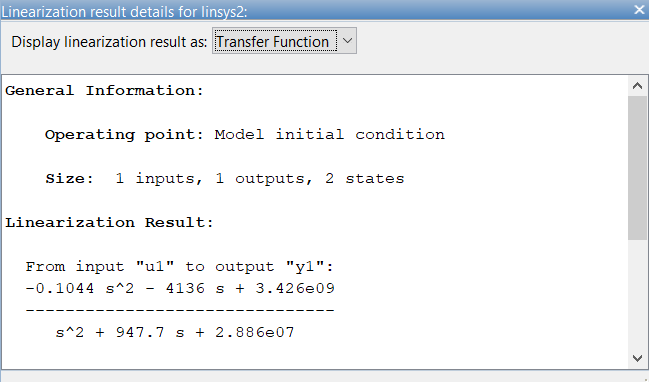 Linearization result details for linsys2:
Display linearization result as: Transfer Function
General Information:
Operating point: Model initial condition
Size: 1 inputs, 1 outputs, 2 states
Linearization Result:
From input "u1" to output "y1":
-0.1044 s^2 - 4136 s + 3.426e09
-------------------------------
s^2 + 947.7 s + 2.886e07